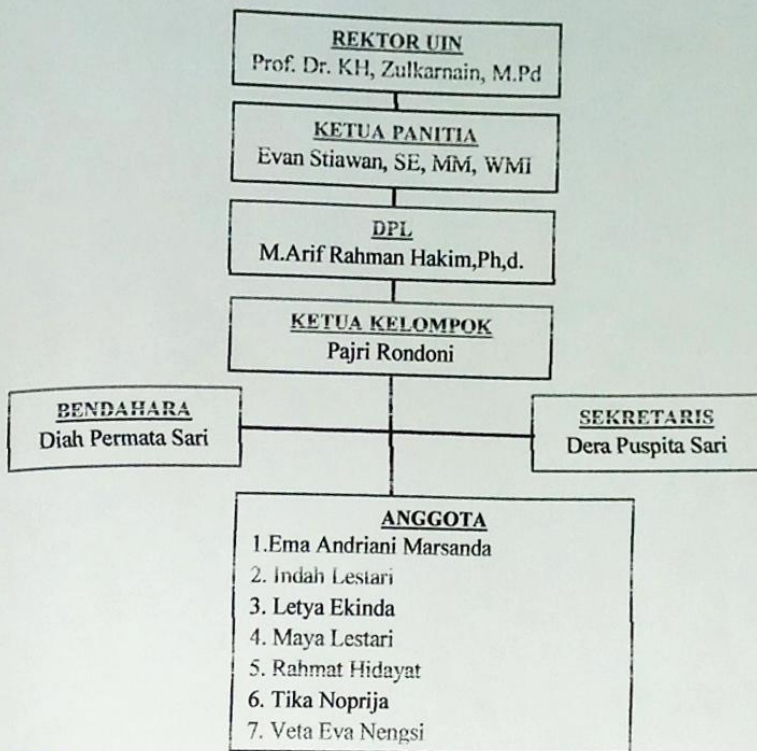 REKTOR UIN
Prof. Dr. KH, Zulkarnain, M.Pd
KETUA PANITIA
Evan Stiawan, SE, MM, WMI
DPL
M.Arif Rahman Hakim,Ph,d.
KETUA KELOMPOK
Pajri Rondoni
BENDAHARA
Diah Permata Sari
SEKRETARIS
Dera Puspita Sari
ANGGOTA
1.Ema Andriani Marsanda
2. Indah Lestari
3. Letya Ekinda
4. Maya Lestari
5. Rahmat Hidayat
6. Tika Noprija
7. Veta Eva Nengsi